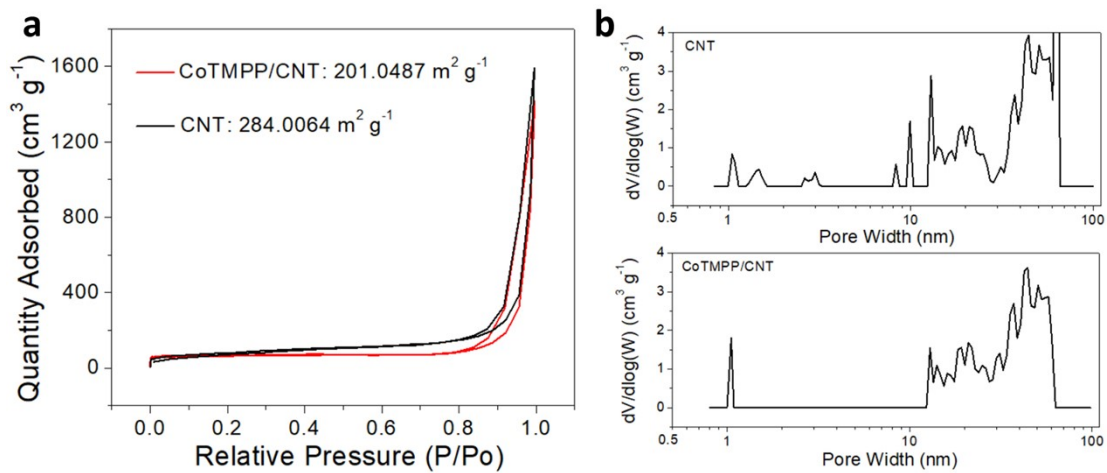 a
1600
1200
800
400
0
Quantity Adsorbed (cm³ g⁻¹)
CoTMPP/CNT: 201.0487 m² g⁻¹
CNT: 284.0064 m² g⁻¹
0.0 0.2 0.4 0.6 0.8 1.0
Relative Pressure (P/Po)
b
CNT
4
3
2
1
0
dV/dlog(W) (cm³ g⁻¹)
0.5 1 10 100
Pore Width (nm)
CoTMPP/CNT
4
3
2
1
0
dV/dlog(W) (cm³ g⁻¹)
0.5 1 10 100
Pore Width (nm)